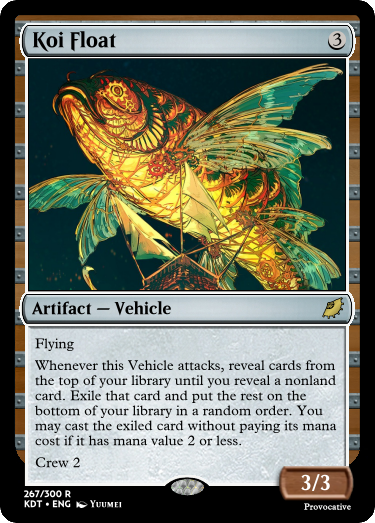 Koi Float 3
Artifact — Vehicle
Flying
Whenever this Vehicle attacks, reveal cards from
the top of your library until you reveal a nonland
card. Exile that card and put the rest on the
bottom of your library in a random order. You
may cast the exiled card without paying its mana
cost if it has mana value 2 or less.
Crew 2
3/3
267/300 R
KDT • ENG Yuumei
Provocative